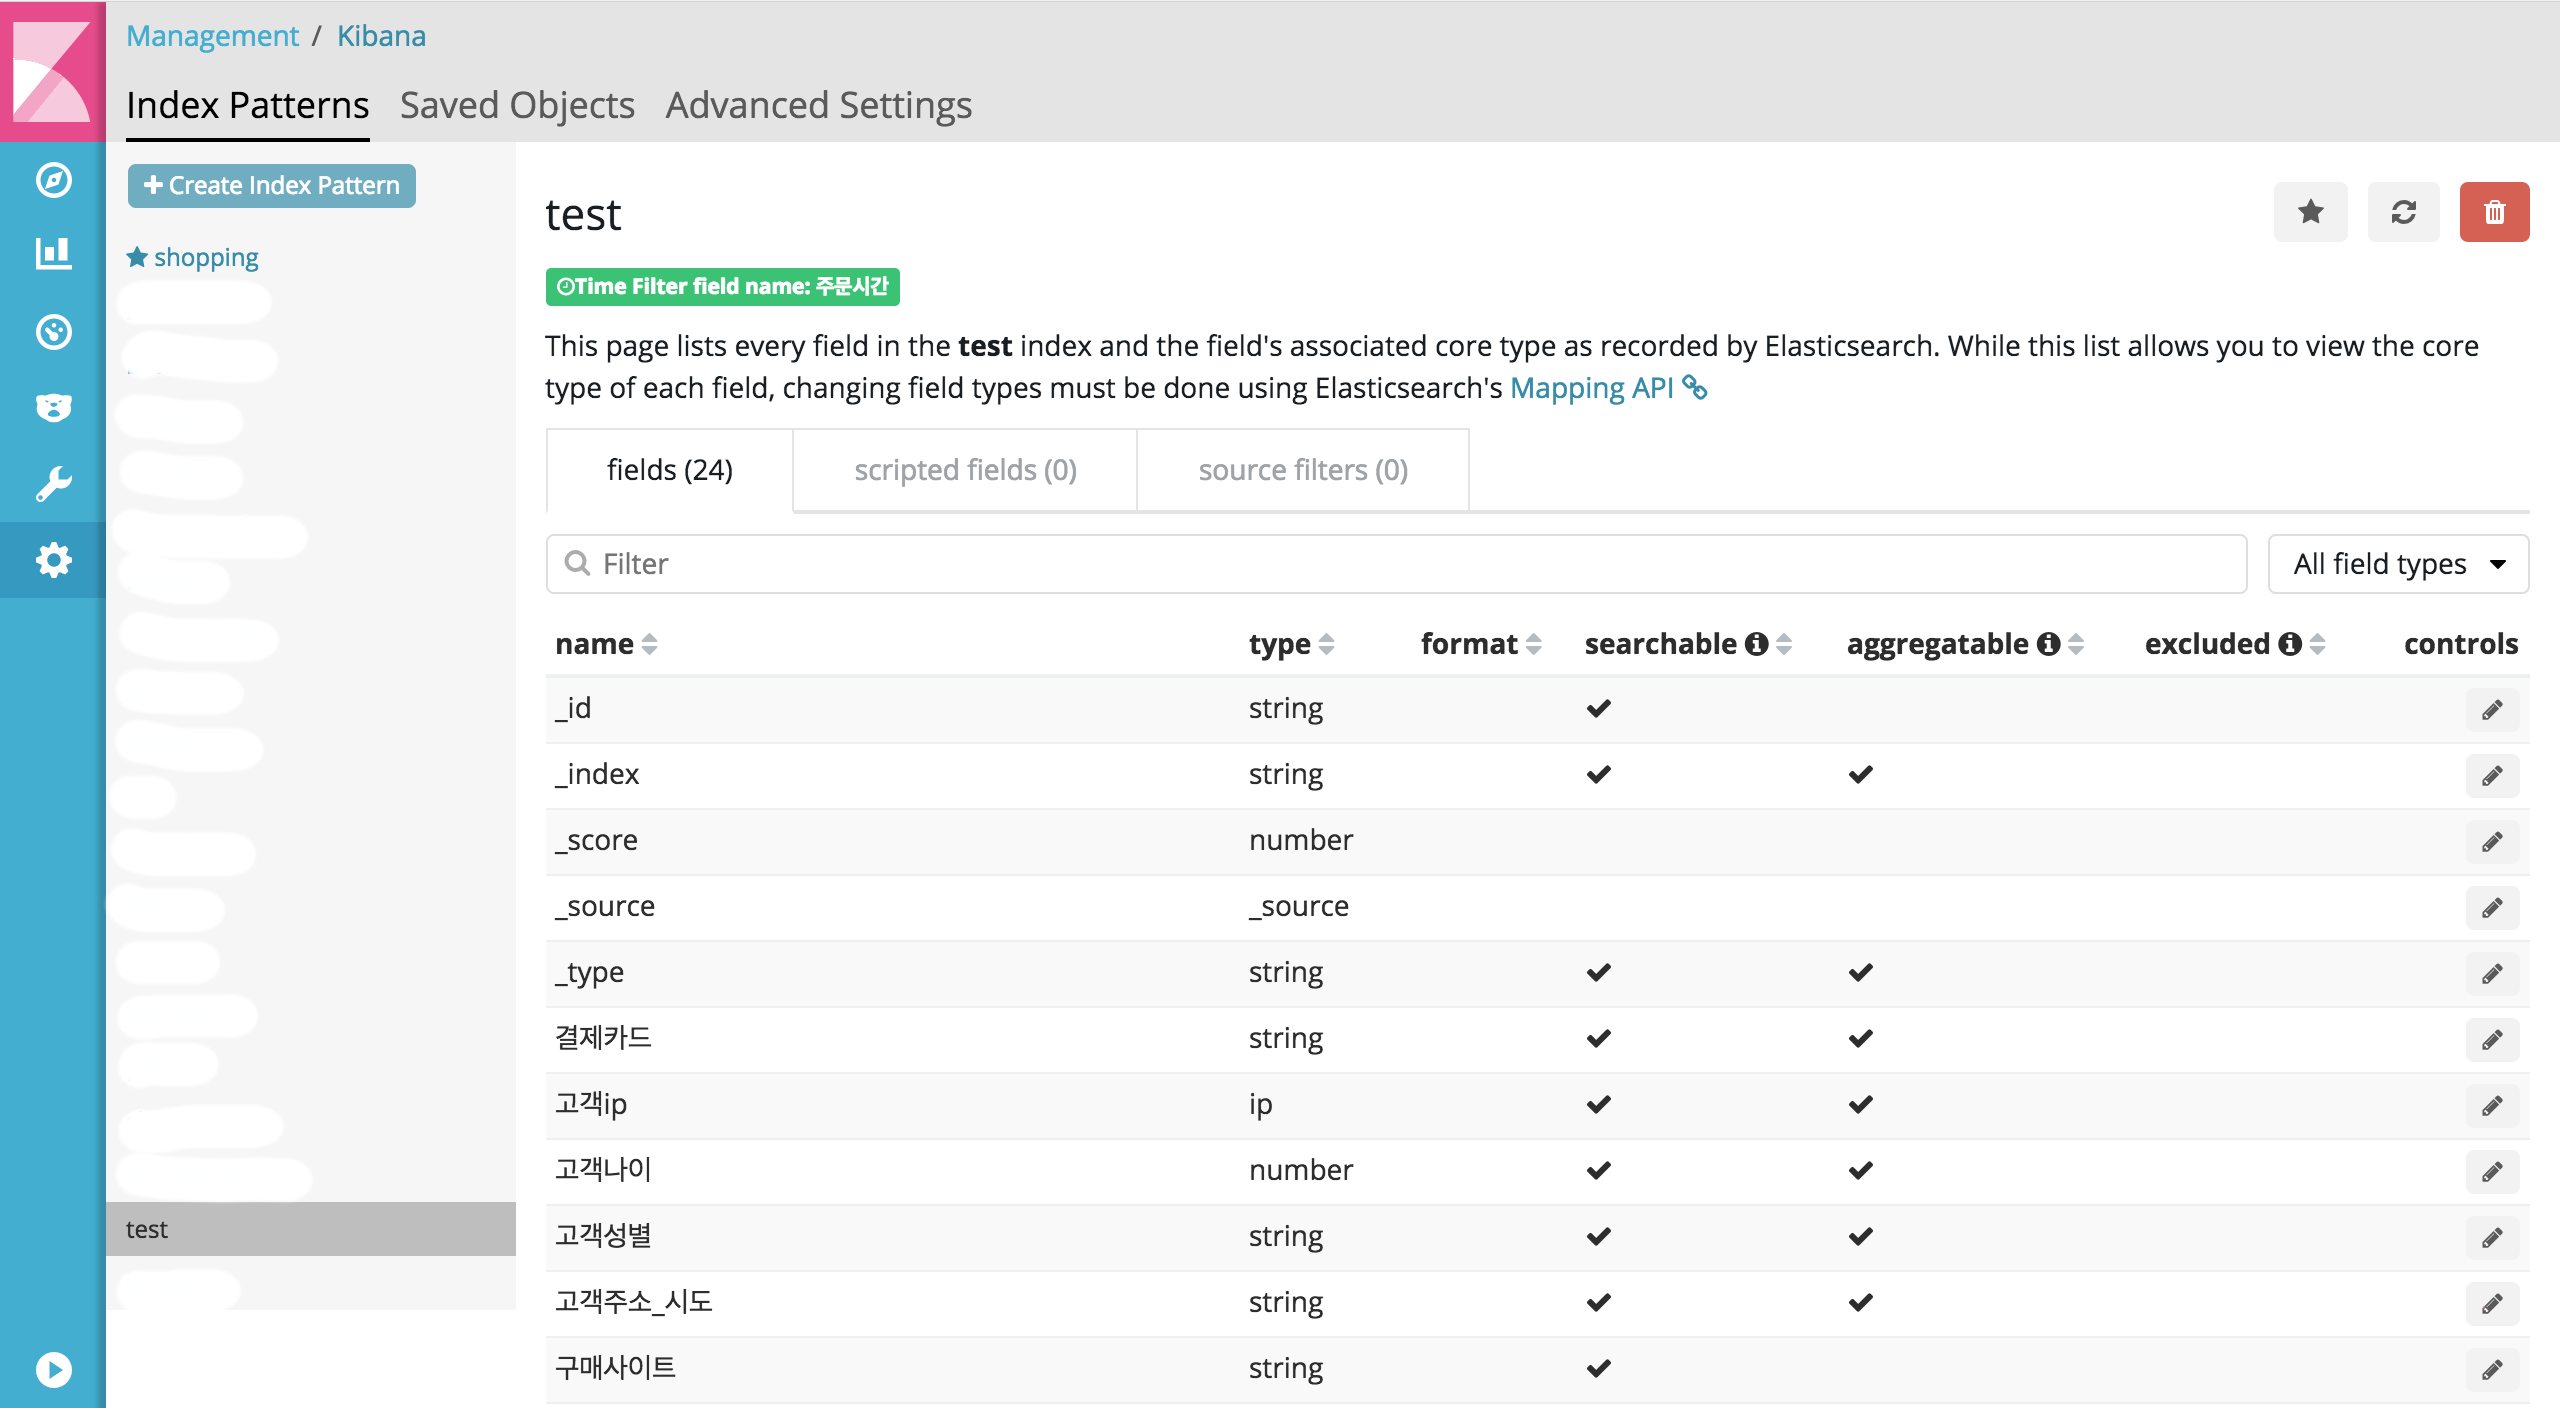 Management / Kibana
Index Patterns Saved Objects Advanced Settings
Create Index Pattern
shopping
test
test
Time Filter field name: 주문시간
This page lists every field in the test index and the field's associated core type as recorded by Elasticsearch. While this list allows you to view the core
type of each field, changing field types must be done using Elasticsearch's Mapping API
fields (24) scripted fields (0) source filters (0)
Filter All field types
name type format searchable aggregatable excluded controls
_id string
_index string
_score number
_source _source
_type string
결제카드 string
고객ip ip
고객나이 number
고객성별 string
고객주소_시도 string
구매사이트 string